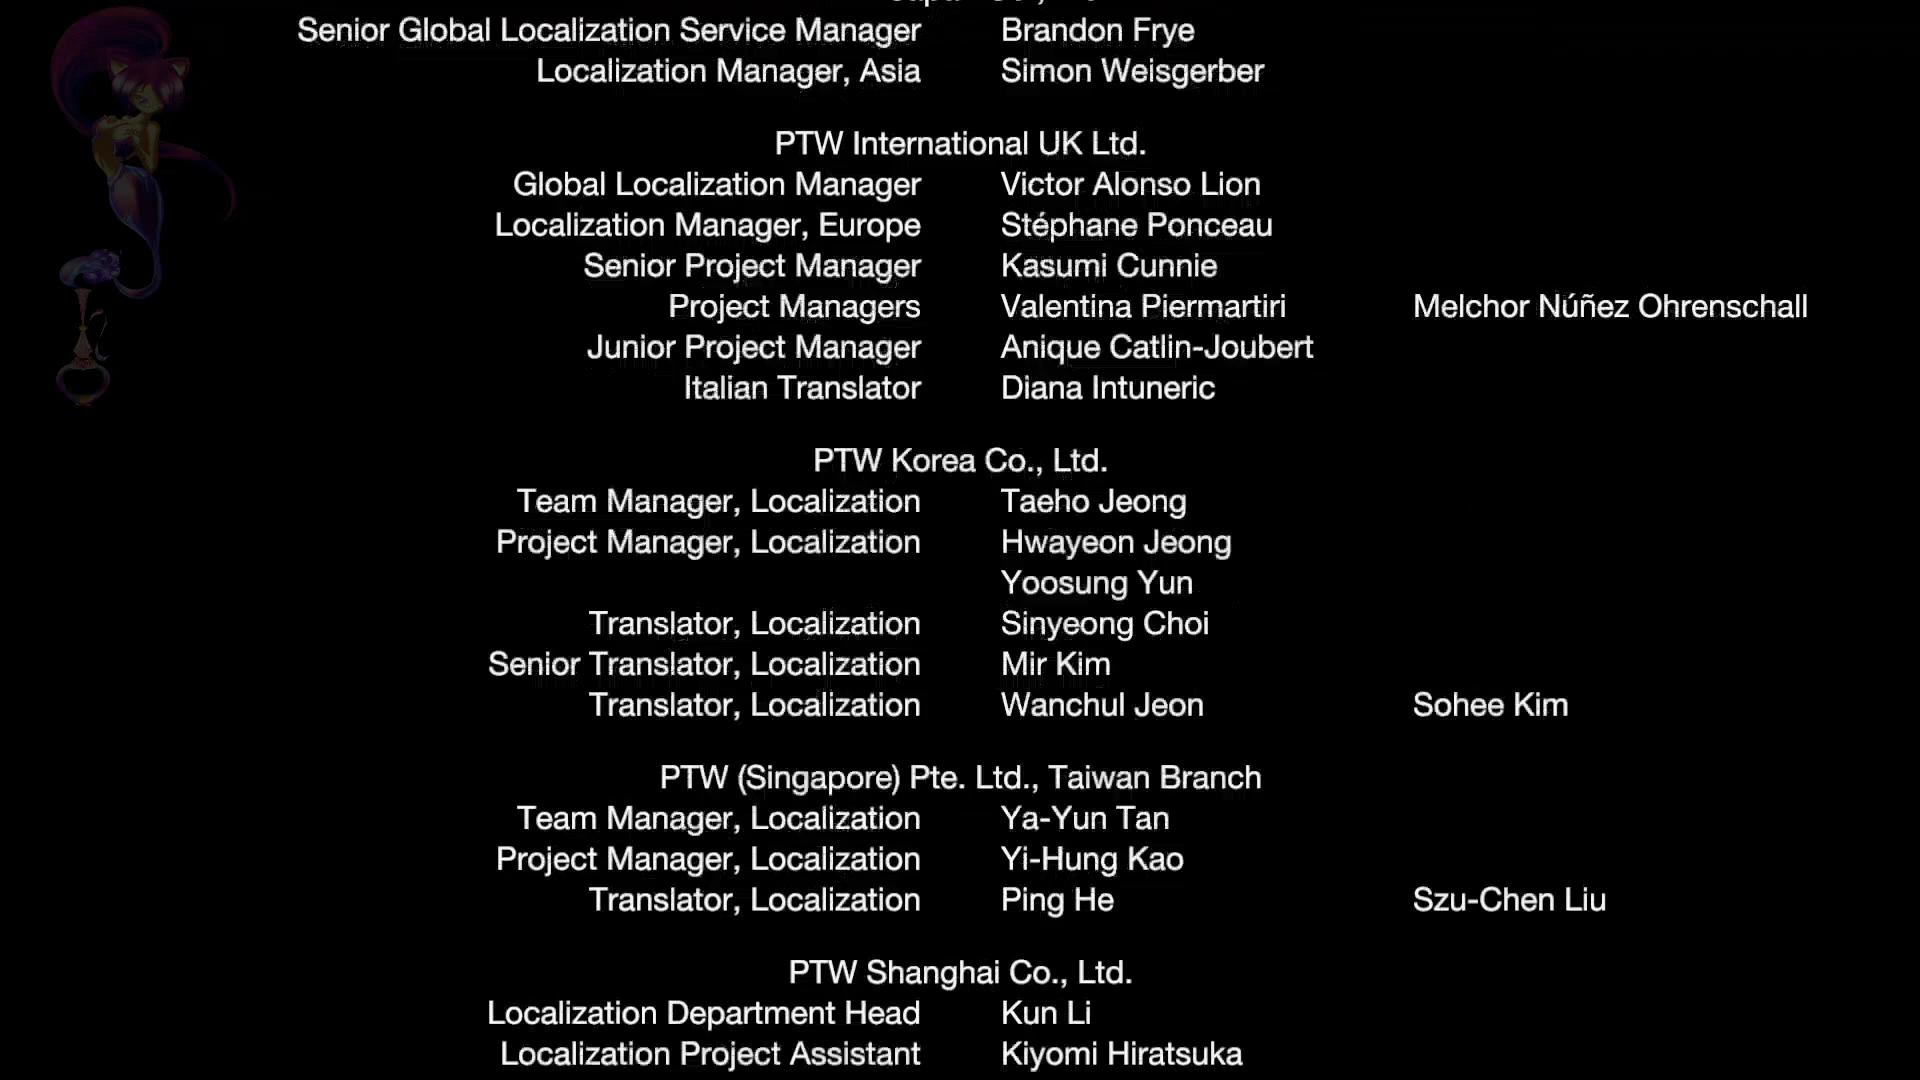 Senior Global Localization Service Manager Brandon Frye
Localization Manager, Asia Simon Weisgerber
PTW International UK Ltd.
Global Localization Manager Victor Alonso Lion
Localization Manager, Europe Stéphane Ponceau
Senior Project Manager Kasumi Cunnie
Project Managers Valentina Piermartiri Melchor Núñez Ohrenschall
Junior Project Manager Anique Catlin-Joubert
Italian Translator Diana Intuneric
PTW Korea Co., Ltd.
Team Manager, Localization Taeho Jeong
Project Manager, Localization Hwayeon Jeong
Yoosung Yun
Translator, Localization Sinyeong Choi
Senior Translator, Localization Mir Kim
Translator, Localization Wanchul Jeon Sohee Kim
PTW (Singapore) Pte. Ltd., Taiwan Branch
Team Manager, Localization Ya-Yun Tan
Project Manager, Localization Yi-Hung Kao
Translator, Localization Ping He Szu-Chen Liu
PTW Shanghai Co., Ltd.
Localization Department Head Kun Li
Localization Project Assistant Kiyomi Hiratsuka